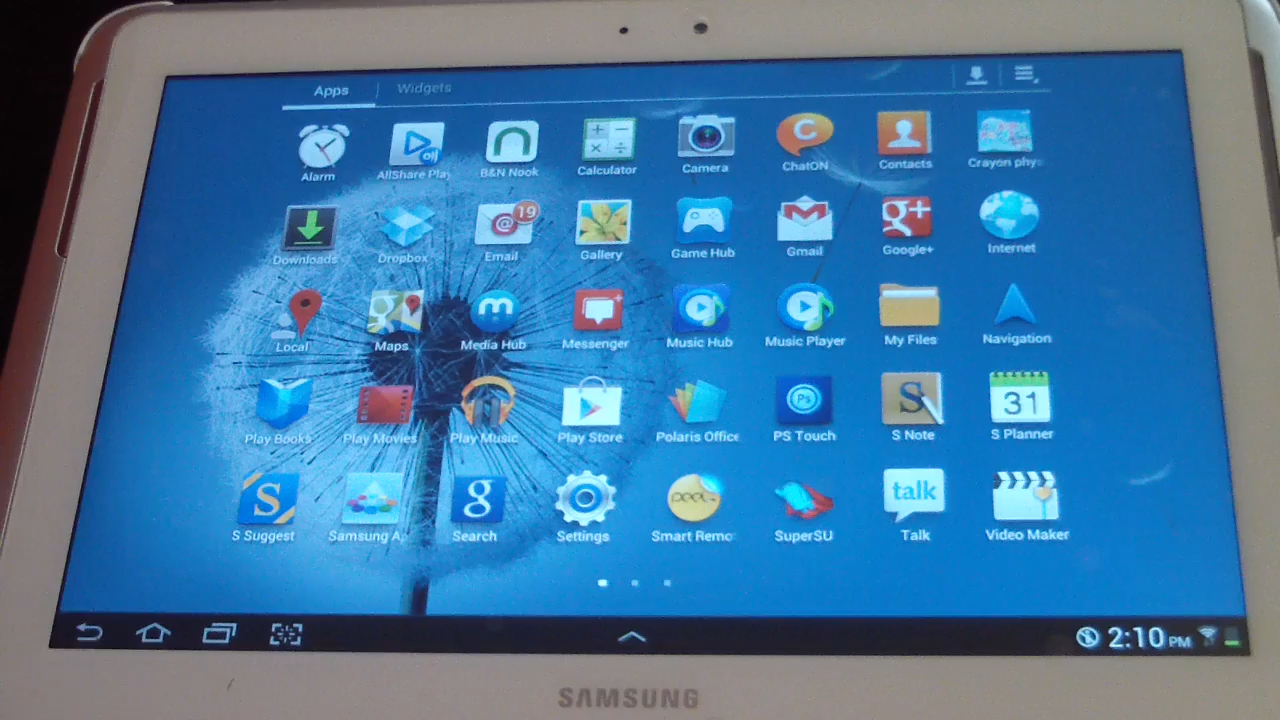 Apps Widgets
Alarm AllShare Play B&N Nook Calculator Camera ChatON Contacts Crayon phys
19
Downloads Dropbox Email Gallery Game Hub Gmail Google+ Internet
Local Maps Media Hub Messenger Music Hub Music Player My Files Navigation
31
Play Books Play Movies Play Music Play Store Polaris Office PS Touch S Note S Planner
talk
S Suggest Samsung A Search Settings Smart Remo SuperSU Talk Video Maker
2:10 PM
SAMSUNG